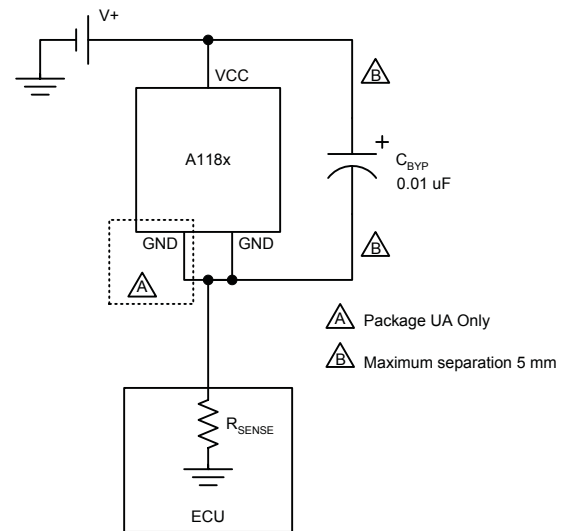 V+
VCC
B
A118x
+
C_BYP
0.01 uF
GND
GND
B
A
A Package UA Only
B Maximum separation 5 mm
R_SENSE
ECU